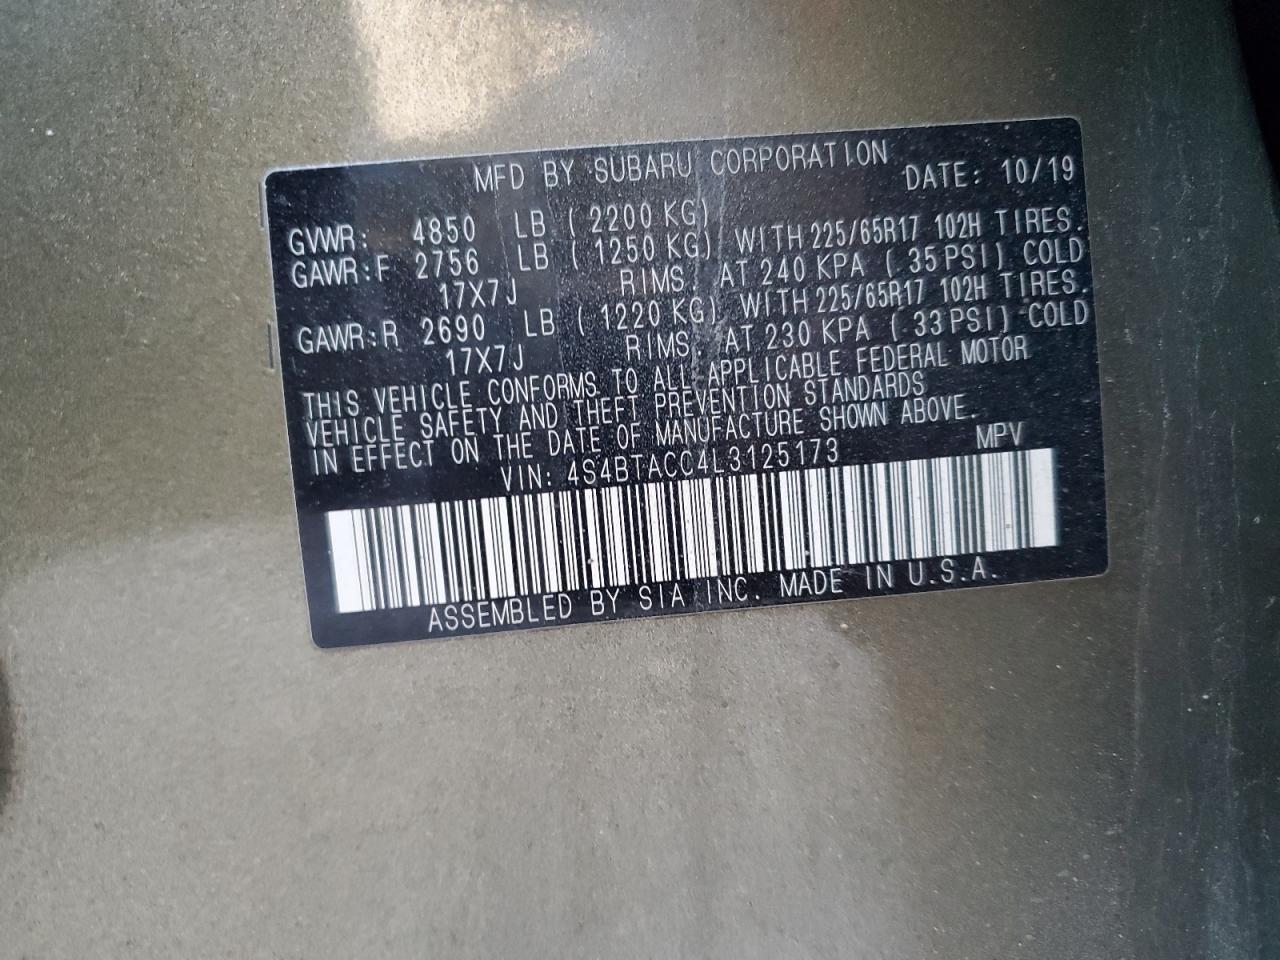 MFD BY SUBARU CORPORATION DATE: 10/19
GVWR: 4850 LB ( 2200 KG)
GAWR:F 2756 LB ( 1250 KG) WITH 225/65R17 102H TIRES.
17X7J RIMS AT 240 KPA ( 35 PSI) COLD
GAWR:R 2690 LB ( 1220 KG) WITH 225/65R17 102H TIRES.
17X7J RIMS AT 230 KPA ( 33 PSI) COLD
THIS VEHICLE CONFORMS TO ALL APPLICABLE FEDERAL MOTOR
VEHICLE SAFETY AND THEFT PREVENTION STANDARDS
IN EFFECT ON THE DATE OF MANUFACTURE SHOWN ABOVE.
VIN: 4S4BTACC4L3125173 MPV
ASSEMBLED BY SIA INC. MADE IN U.S.A.